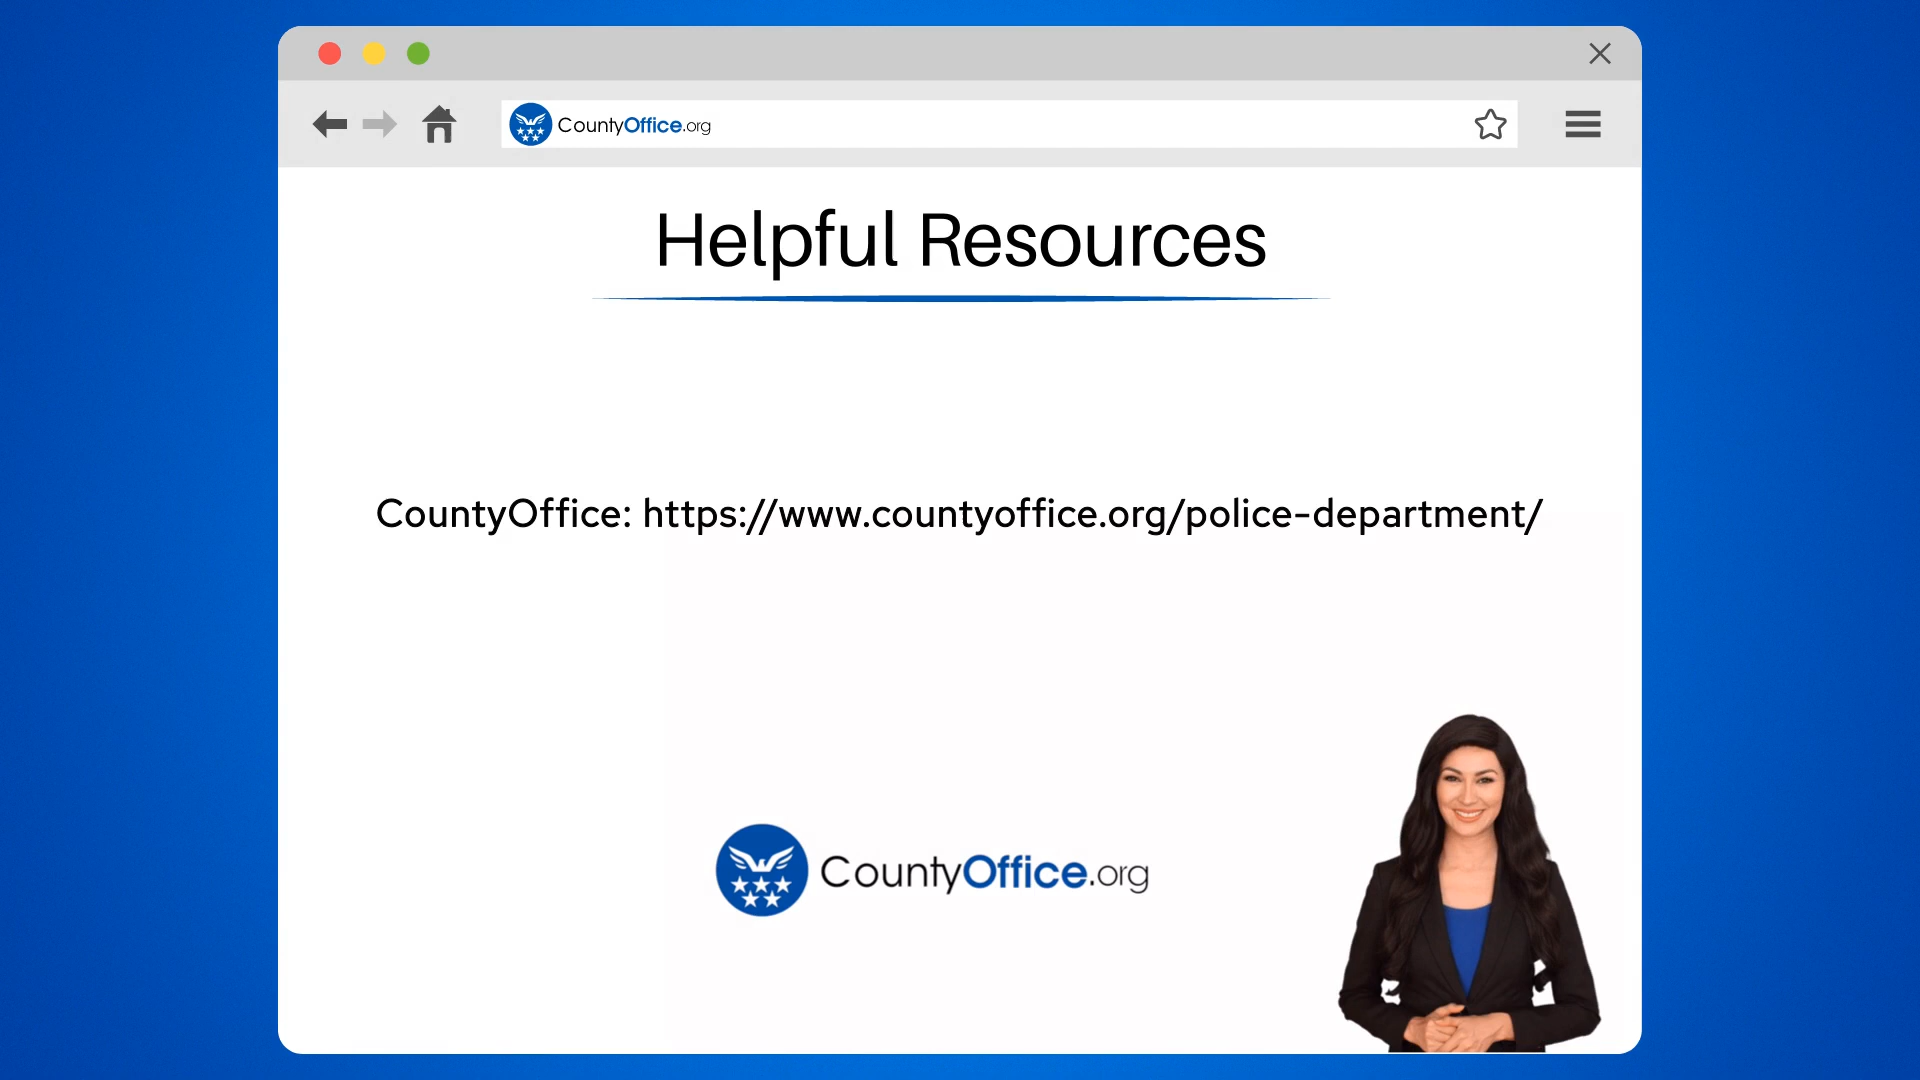 CountyOffice.org
Helpful Resources
CountyOffice: https://www.countyoffice.org/police-department/
CountyOffice.org